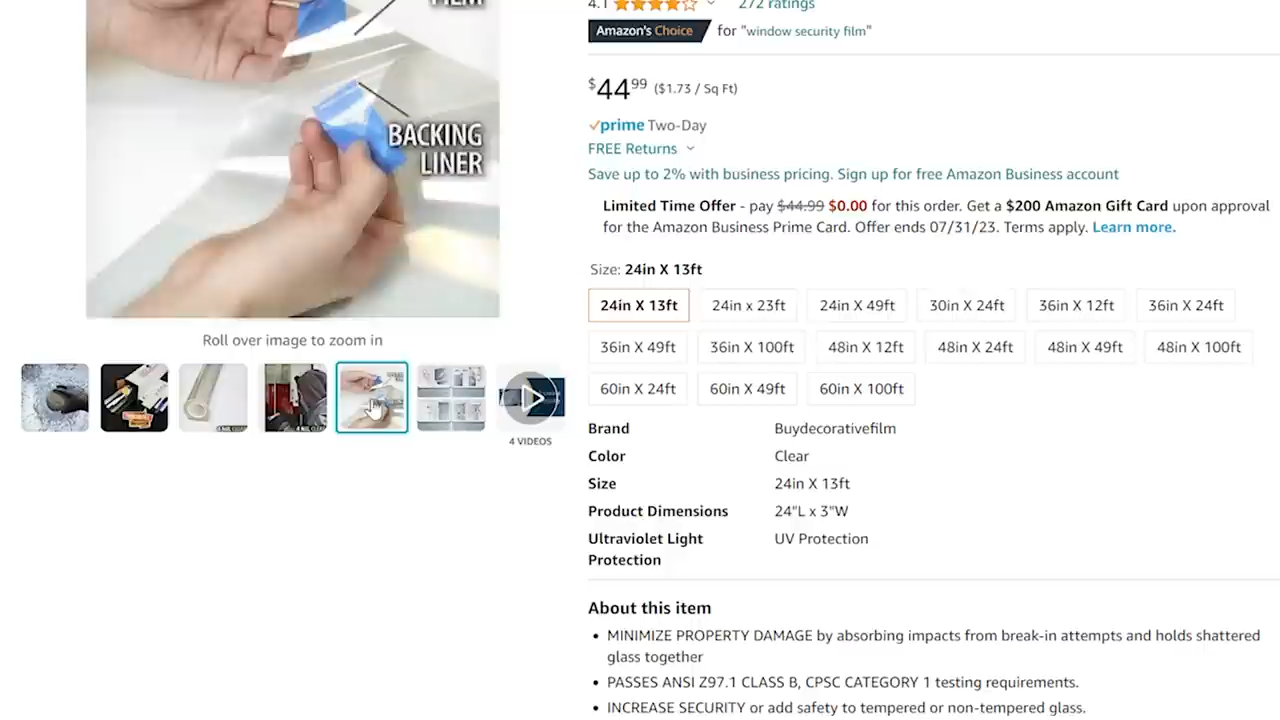 4.1 272 ratings
Amazon's Choice for "window security film"
BACKING
LINER
$44 99 ($1.73 / Sq Ft)
prime Two-Day
FREE Returns
Save up to 2% with business pricing. Sign up for free Amazon Business account
Limited Time Offer - pay $44.99 $0.00 for this order. Get a $200 Amazon Gift Card upon approval
for the Amazon Business Prime Card. Offer ends 07/31/23. Terms apply. Learn more.
Size: 24in X 13ft
24in X 13ft 24in x 23ft 24in X 49ft 30in X 24ft 36in X 12ft 36in X 24ft
36in X 49ft 36in X 100ft 48in X 12ft 48in X 24ft 48in X 49ft 48in X 100ft
60in X 24ft 60in X 49ft 60in X 100ft
Roll over image to zoom in
4 VIDEOS
Brand Buydecorativefilm
Color Clear
Size 24in X 13ft
Product Dimensions 24"L x 3"W
Ultraviolet Light UV Protection
Protection
About this item
• MINIMIZE PROPERTY DAMAGE by absorbing impacts from break-in attempts and holds shattered
glass together
• PASSES ANSI Z97.1 CLASS B, CPSC CATEGORY 1 testing requirements.
• INCREASE SECURITY or add safety to tempered or non-tempered glass.